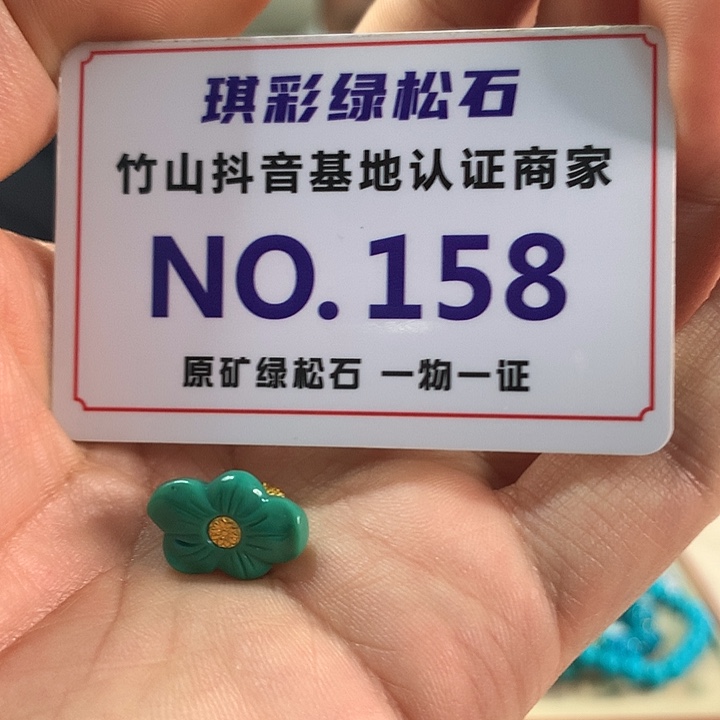 琪彩绿松石
竹山抖音基地认证商家
NO.158
原矿绿松石 一物一证